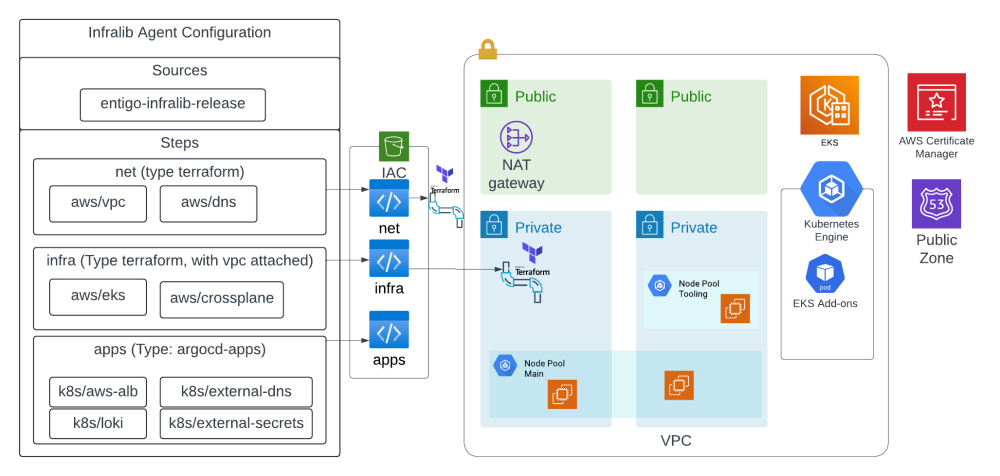 Infralib Agent Configuration
Sources
entigo-infralib-release
Steps
net (type terraform)
aws/vpc
aws/dns
infra (Type terraform, with vpc attached)
aws/eks
aws/crossplane
apps (Type: argocd-apps)
k8s/aws-alb
k8s/external-dns
k8s/loki
k8s/external-secrets
IAC
net
infra
apps
Terraform
Public
NAT
gateway
Public
Private
Terraform
Private
Node Pool
Tooling
Node Pool
Main
VPC
EKS
Kubernetes
Engine
pod
EKS Add-ons
AWS Certificate
Manager
53
Public
Zone